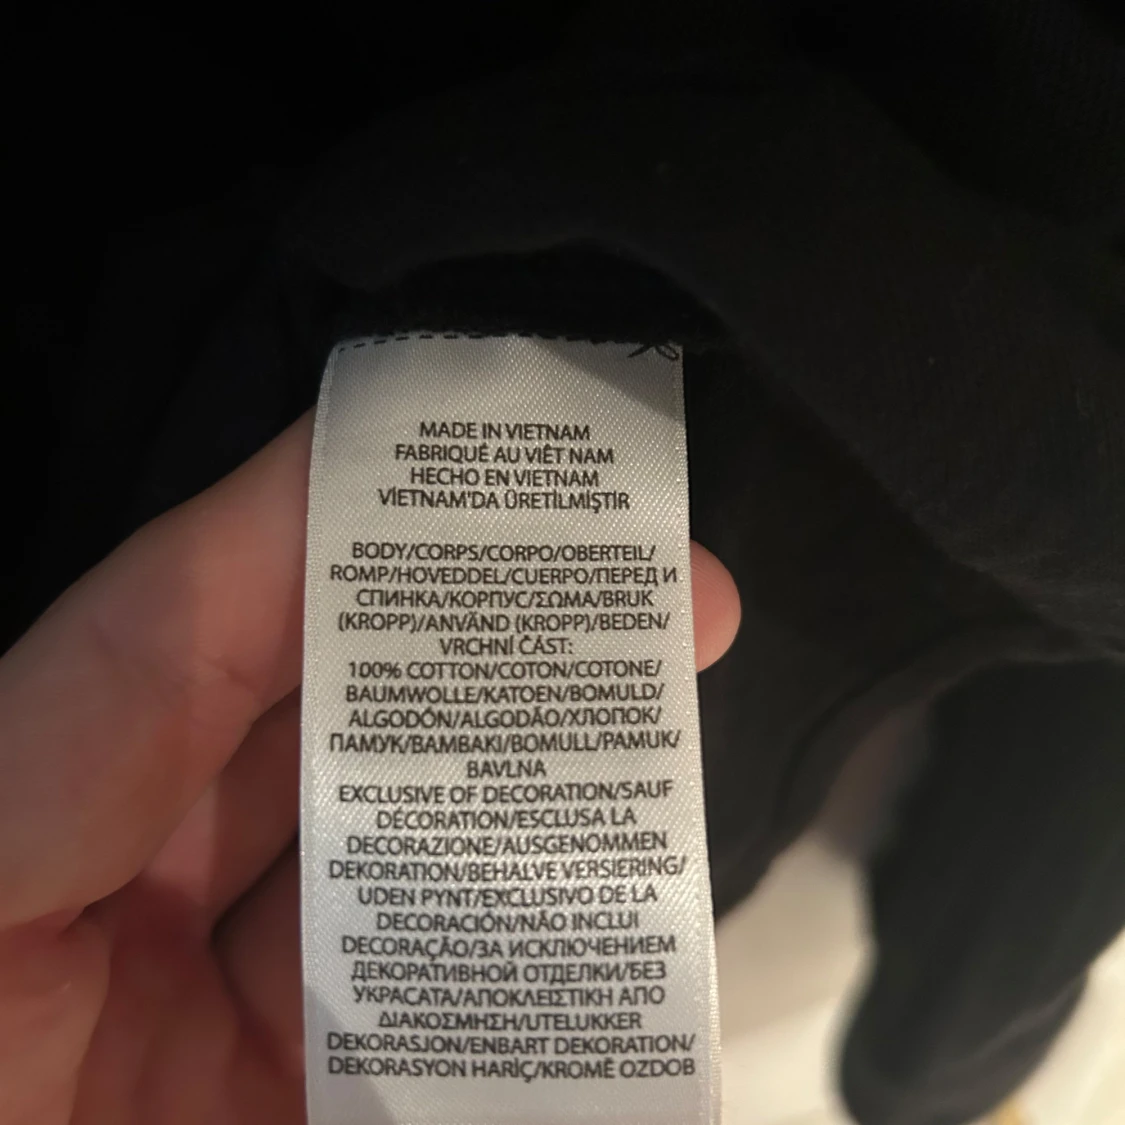 MADE IN VIETNAM
FABRIQUÉ AU VIÊT NAM
HECHO EN VIETNAM
VİETNAM'DA ÜRETİLMİŞTİR
BODY/CORPS/CORPO/OBERTEIL/
ROMP/HOVEDDEL/CUERPO/ПЕРЕД И
СПИНКА/КОРПУС/ΣΩΜΑ/BRUK
(KROPP)/ANVÄND (KROPP)/BEDEN/
VRCHNÍ ČÁST:
100% COTTON/COTON/COTONE/
BAUMWOLLE/KATOEN/BOMULD/
ALGODÓN/ALGODÃO/ХЛОПОК/
ПАМУК/ΒΑΜΒΑΚΙ/BOMULL/PAMUK/
BAVLNA
EXCLUSIVE OF DECORATION/SAUF
DÉCORATION/ESCLUSA LA
DECORAZIONE/AUSGENOMMEN
DEKORATION/BEHALVE VERSIERING/
UDEN PYNT/EXCLUSIVO DE LA
DECORACIÓN/NÃO INCLUI
DECORAÇÃO/ЗА ИСКЛЮЧЕНИЕМ
ДЕКОРАТИВНОЙ ОТДЕЛКИ/БЕЗ
УКРАСАТА/ΑΠΟΚΛΕΙΣΤΙΚΗ ΑΠΟ
ΔΙΑΚΟΣΜΗΣΗ/UTELUKKER
DEKORASJON/ENBART DEKORATION/
DEKORASYON HARİÇ/KROMĚ OZDOB